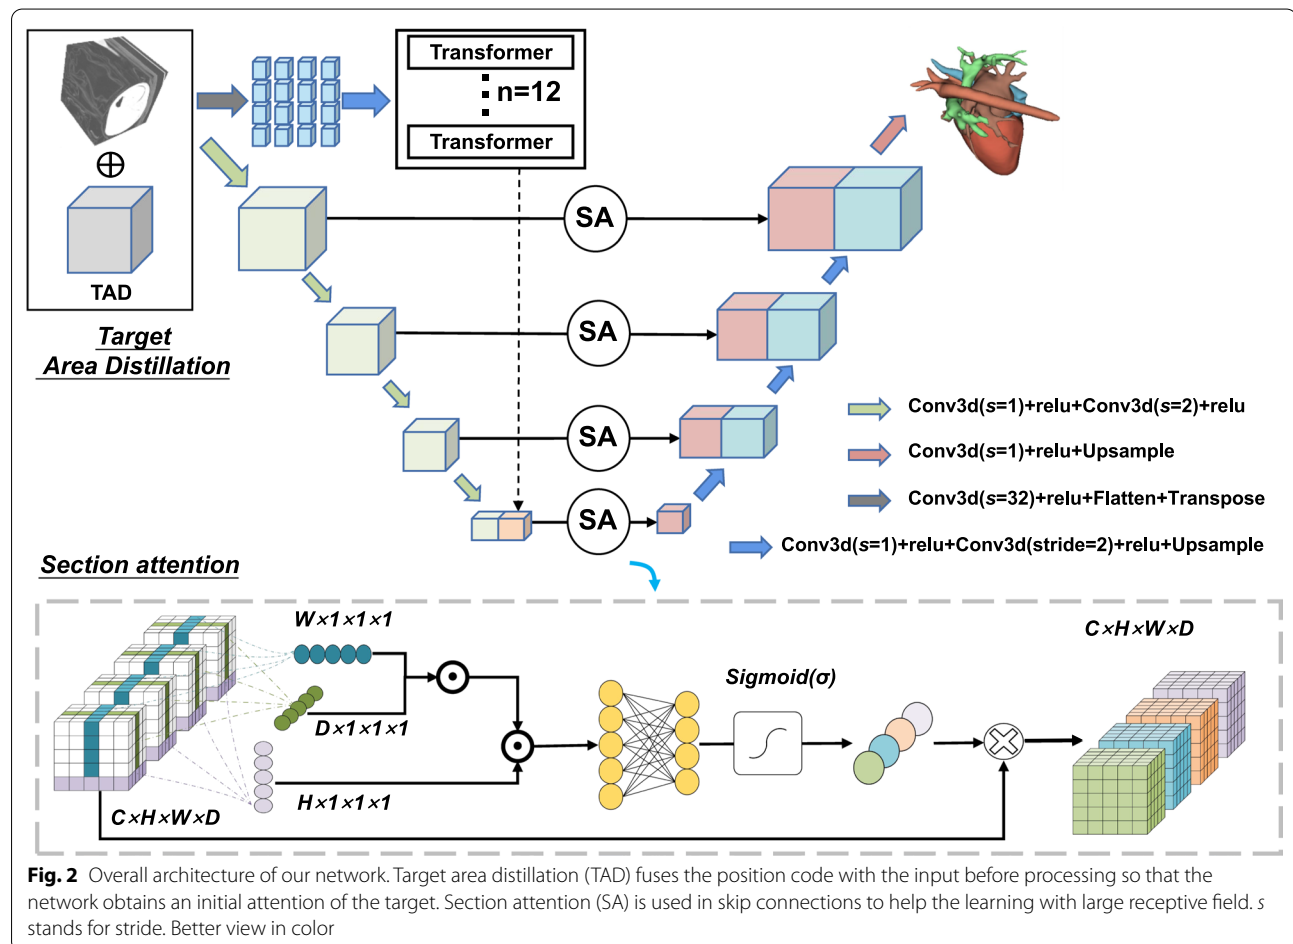 Transformer
n=12
Transformer
TAD
Target
Area Distillation
SA
SA
SA
SA
Conv3d(s=1)+relu+Conv3d(s=2)+relu
Conv3d(s=1)+relu+Upsample
Conv3d(s=32)+relu+Flatten+Transpose
Conv3d(s=1)+relu+Conv3d(stride=2)+relu+Upsample
Section attention
W×1×1×1
D×1×1×1
H×1×1×1
C×H×W×D
Sigmoid(σ)
C×H×W×D
Fig. 2 Overall architecture of our network. Target area distillation (TAD) fuses the position code with the input before processing so that the
network obtains an initial attention of the target. Section attention (SA) is used in skip connections to help the learning with large receptive field. s
stands for stride. Better view in color